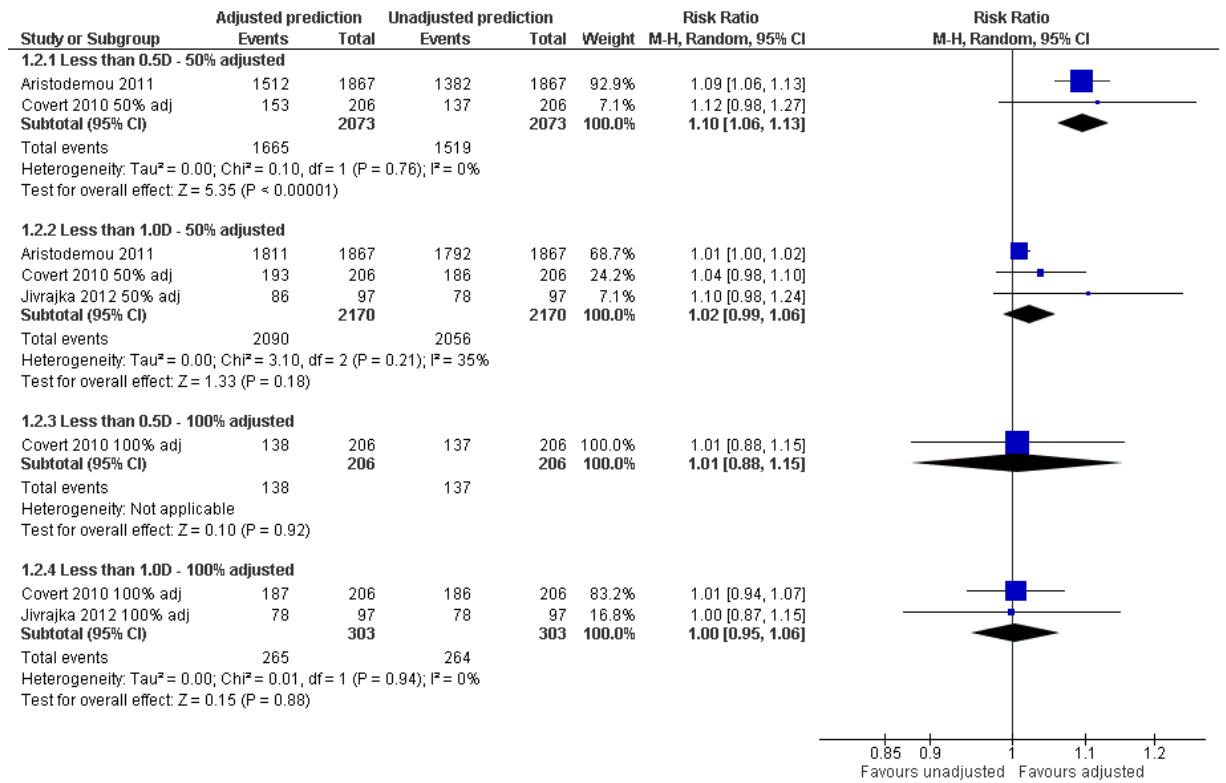 Adjusted prediction Unadjusted prediction Risk Ratio Risk Ratio
Study or Subgroup Events Total Events Total Weight M-H, Random, 95% CI M-H, Random, 95% CI
1.2.1 Less than 0.5D - 50% adjusted
Aristodemou 2011 1512 1867 1382 1867 92.9% 1.09 [1.06, 1.13]
Covert 2010 50% adj 153 206 137 206 7.1% 1.12 [0.98, 1.27]
Subtotal (95% CI) 2073 2073 100.0% 1.10 [1.06, 1.13]
Total events 1665 1519
Heterogeneity: Tau² = 0.00; Chi² = 0.10, df = 1 (P = 0.76); I² = 0%
Test for overall effect: Z = 5.35 (P < 0.00001)
1.2.2 Less than 1.0D - 50% adjusted
Aristodemou 2011 1811 1867 1792 1867 68.7% 1.01 [1.00, 1.02]
Covert 2010 50% adj 193 206 186 206 24.2% 1.04 [0.98, 1.10]
Jivrajka 2012 50% adj 86 97 78 97 7.1% 1.10 [0.98, 1.24]
Subtotal (95% CI) 2170 2170 100.0% 1.02 [0.99, 1.06]
Total events 2090 2056
Heterogeneity: Tau² = 0.00; Chi² = 3.10, df = 2 (P = 0.21); I² = 35%
Test for overall effect: Z = 1.33 (P = 0.18)
1.2.3 Less than 0.5D - 100% adjusted
Covert 2010 100% adj 138 206 137 206 100.0% 1.01 [0.88, 1.15]
Subtotal (95% CI) 206 206 100.0% 1.01 [0.88, 1.15]
Total events 138 137
Heterogeneity: Not applicable
Test for overall effect: Z = 0.10 (P = 0.92)
1.2.4 Less than 1.0D - 100% adjusted
Covert 2010 100% adj 187 206 186 206 83.2% 1.01 [0.94, 1.07]
Jivrajka 2012 100% adj 78 97 78 97 16.8% 1.00 [0.87, 1.15]
Subtotal (95% CI) 303 303 100.0% 1.00 [0.95, 1.06]
Total events 265 264
Heterogeneity: Tau² = 0.00; Chi² = 0.01, df = 1 (P = 0.94); I² = 0%
Test for overall effect: Z = 0.15 (P = 0.88)
0.85 0.9 1 1.1 1.2
Favours unadjusted Favours adjusted